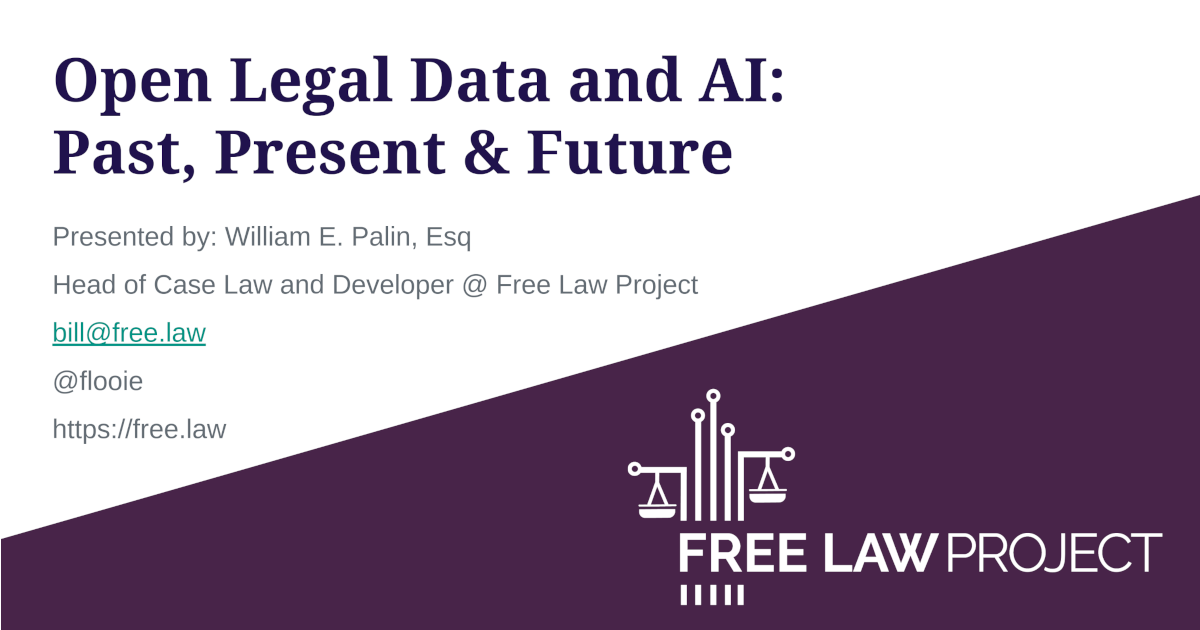 Open Legal Data and AI:
Past, Present & Future
Presented by: William E. Palin, Esq
Head of Case Law and Developer @ Free Law Project
bill@free.law
@flooie
https://free.law
FREE LAW PROJECT